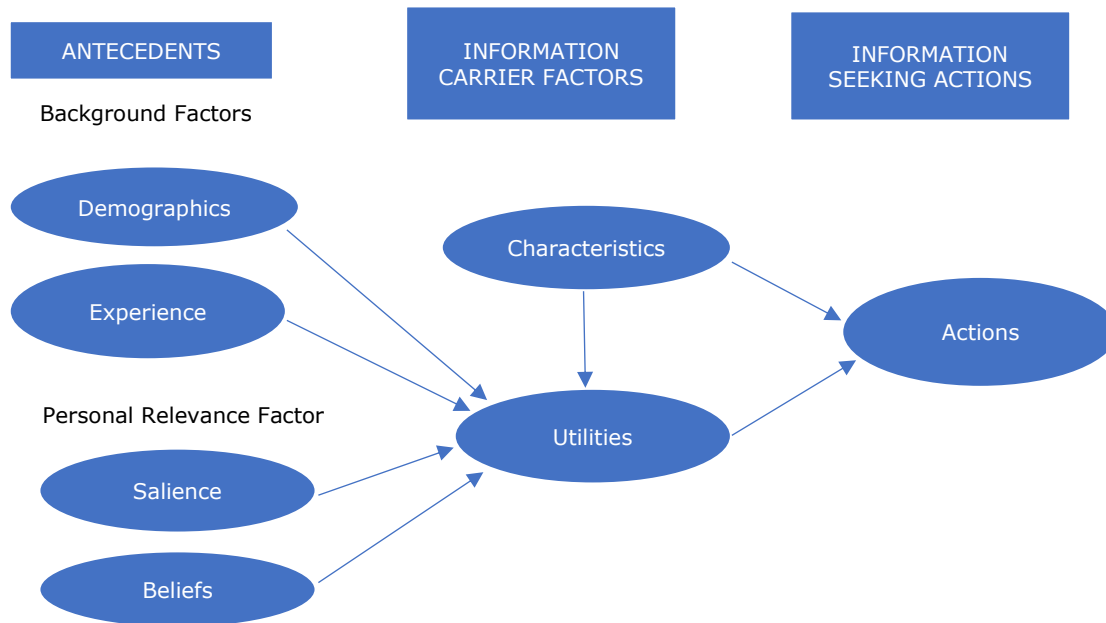 ANTECEDENTS
INFORMATION
CARRIER FACTORS
INFORMATION
SEEKING ACTIONS
Background Factors
Demographics
Experience
Characteristics
Actions
Personal Relevance Factor
Utilities
Salience
Beliefs